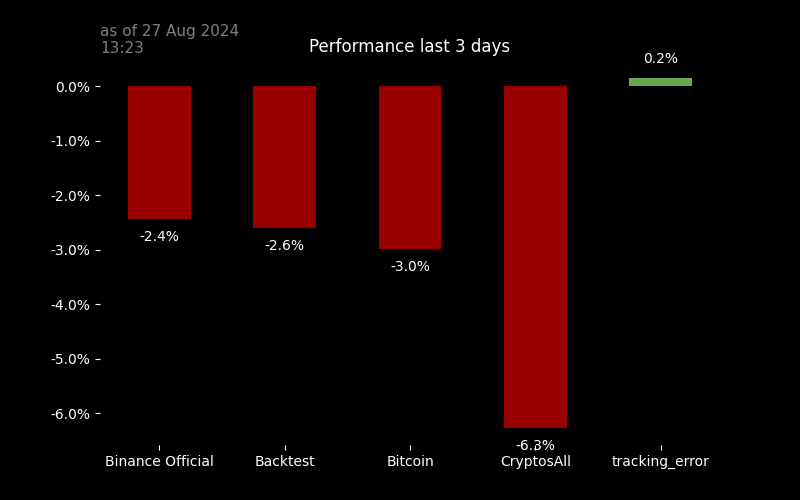 as of 27 Aug 2024
13:23
Performance last 3 days
0.2%
0.0%
-1.0%
-2.0%
-3.0%
-4.0%
-5.0%
-6.0%
-2.4%
-2.6%
-3.0%
-6.3%
Binance Official
Backtest
Bitcoin
CryptosAll
tracking_error